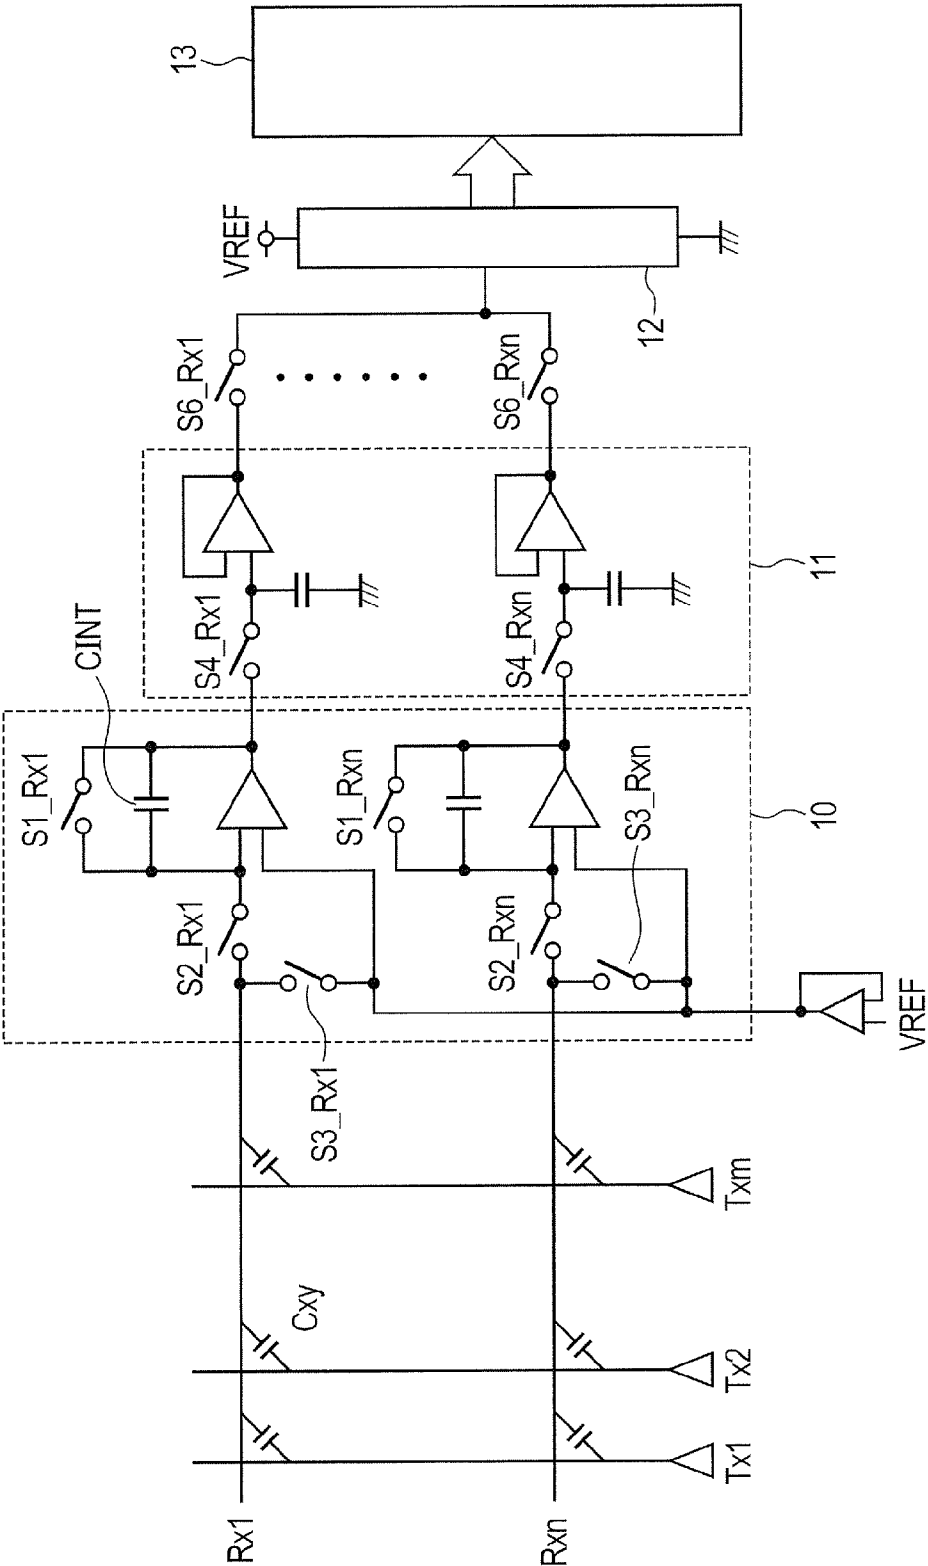 13
VREF
12
S6_Rx1
S6_Rxn
11
S4_Rx1
S4_Rxn
CINT
S1_Rx1
S1_Rxn
S3_Rxn
10
S2_Rx1
S2_Rxn
S3_Rx1
VREF
Cxy
Txm
Tx2
Tx1
Rx1
Rxn